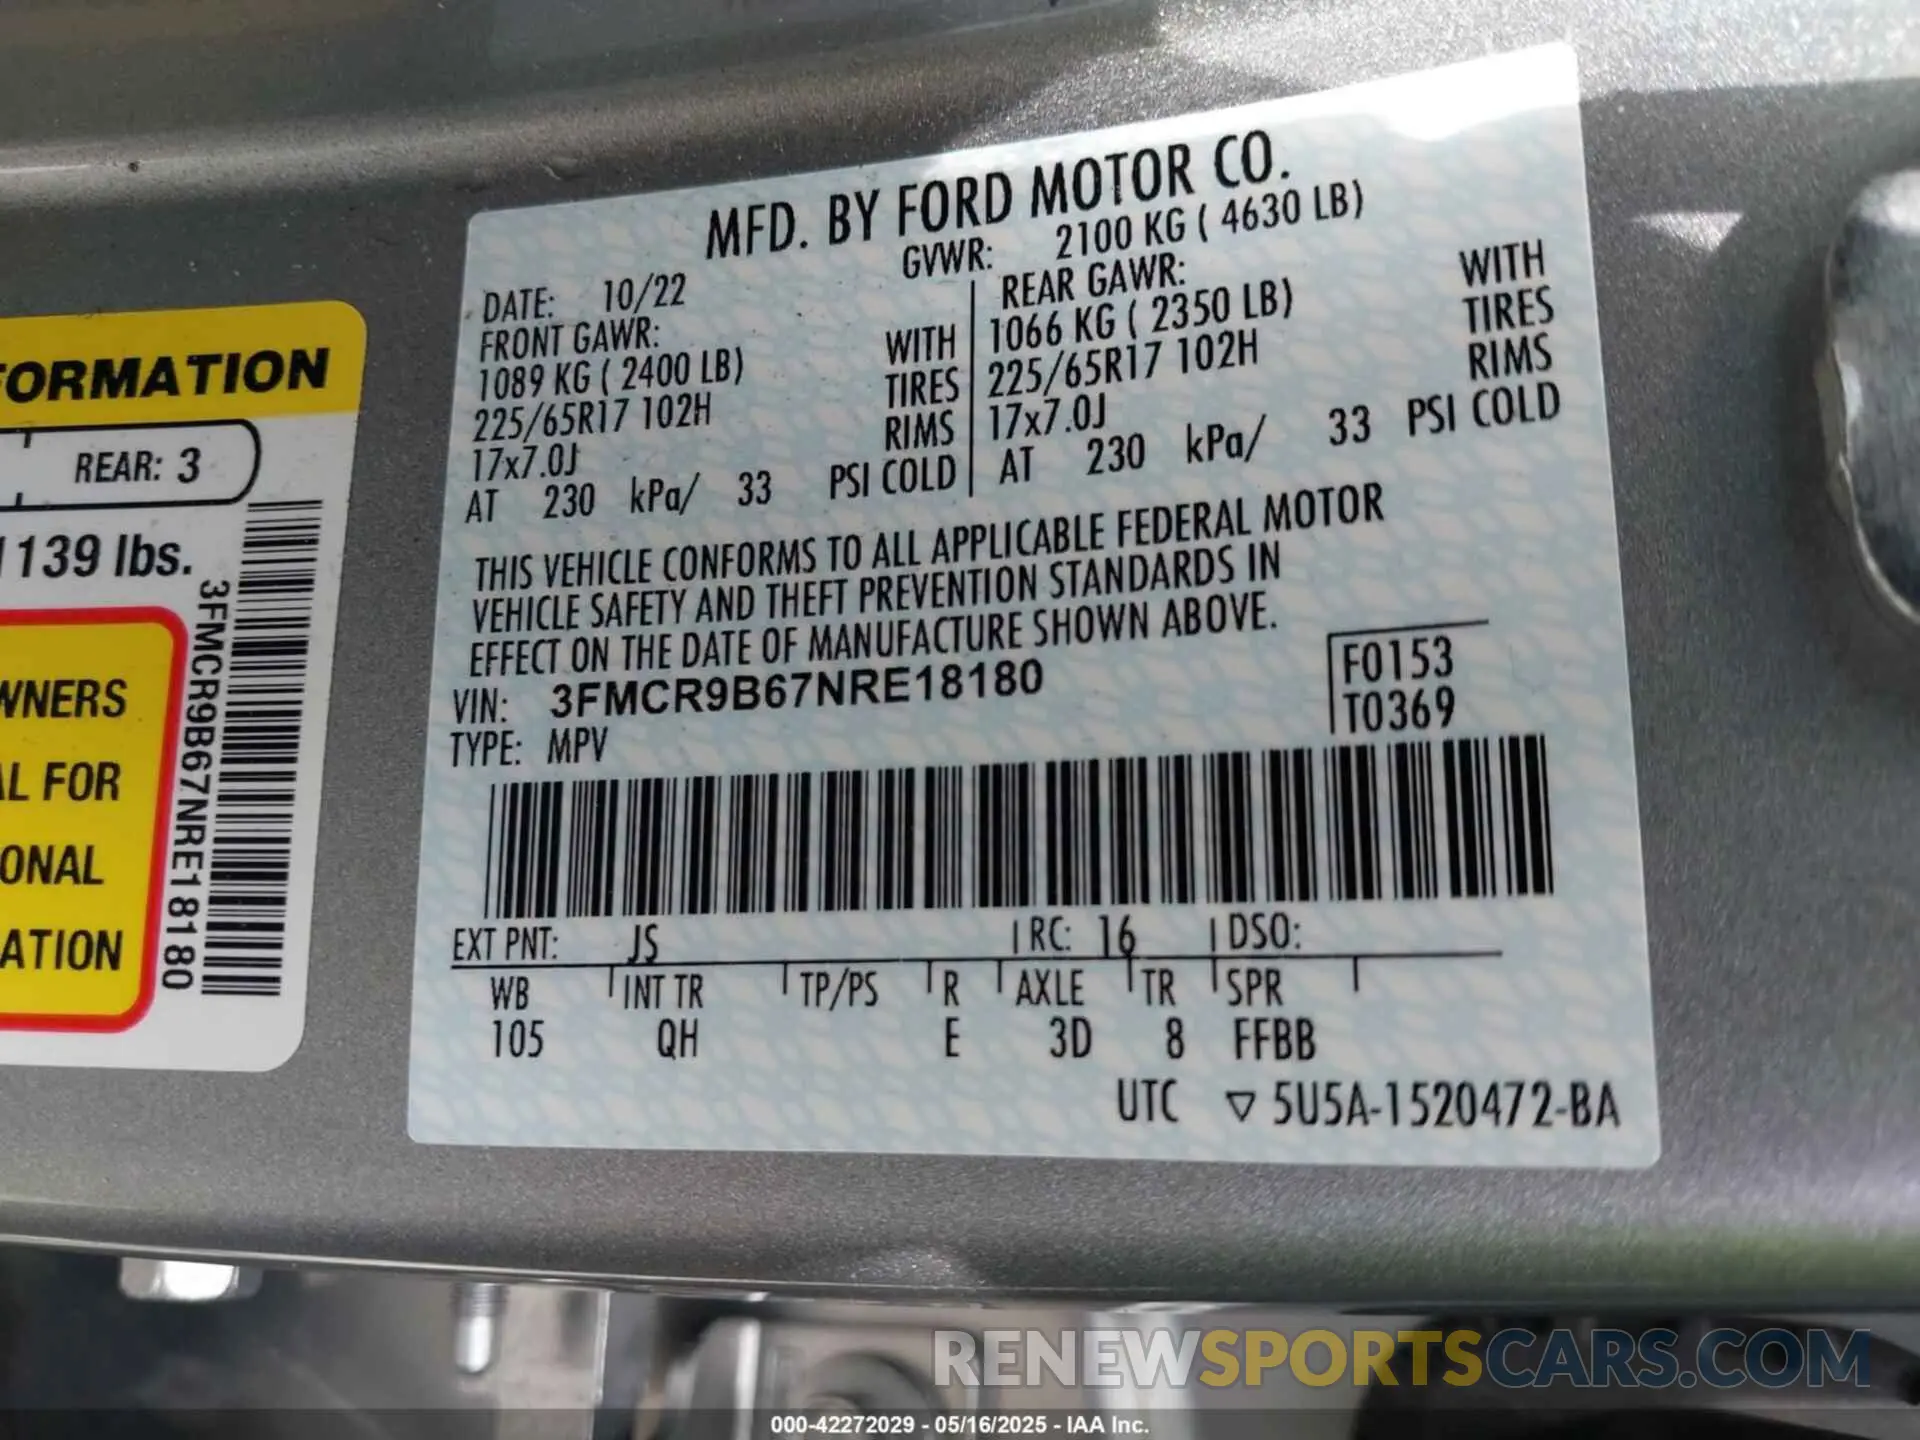 FORMATION
REAR: 3
1139 lbs.
WNERS
AL FOR
ONAL
ATION
3FMCR9B67NRE18180
MFD. BY FORD MOTOR CO.
GVWR: 2100 KG ( 4630 LB)
DATE: 10/22
FRONT GAWR:
1089 KG ( 2400 LB) WITH
225/65R17 102H TIRES
17x7.0J RIMS
AT 230 kPa/ 33 PSI COLD
REAR GAWR: WITH
1066 KG ( 2350 LB) TIRES
225/65R17 102H RIMS
17x7.0J
AT 230 kPa/ 33 PSI COLD
THIS VEHICLE CONFORMS TO ALL APPLICABLE FEDERAL MOTOR
VEHICLE SAFETY AND THEFT PREVENTION STANDARDS IN
EFFECT ON THE DATE OF MANUFACTURE SHOWN ABOVE.
VIN: 3FMCR9B67NRE18180
TYPE: MPV
F0153
T0369
EXT PNT: JS RC: 16 DSO:
WB INT TR TP/PS R AXLE TR SPR
105 QH E 3D 8 FFBB
UTC ▽ 5U5A-1520472-BA
RENEWSPORTSCARS.COM
000-42272029 - 05/16/2025 - IAA Inc.